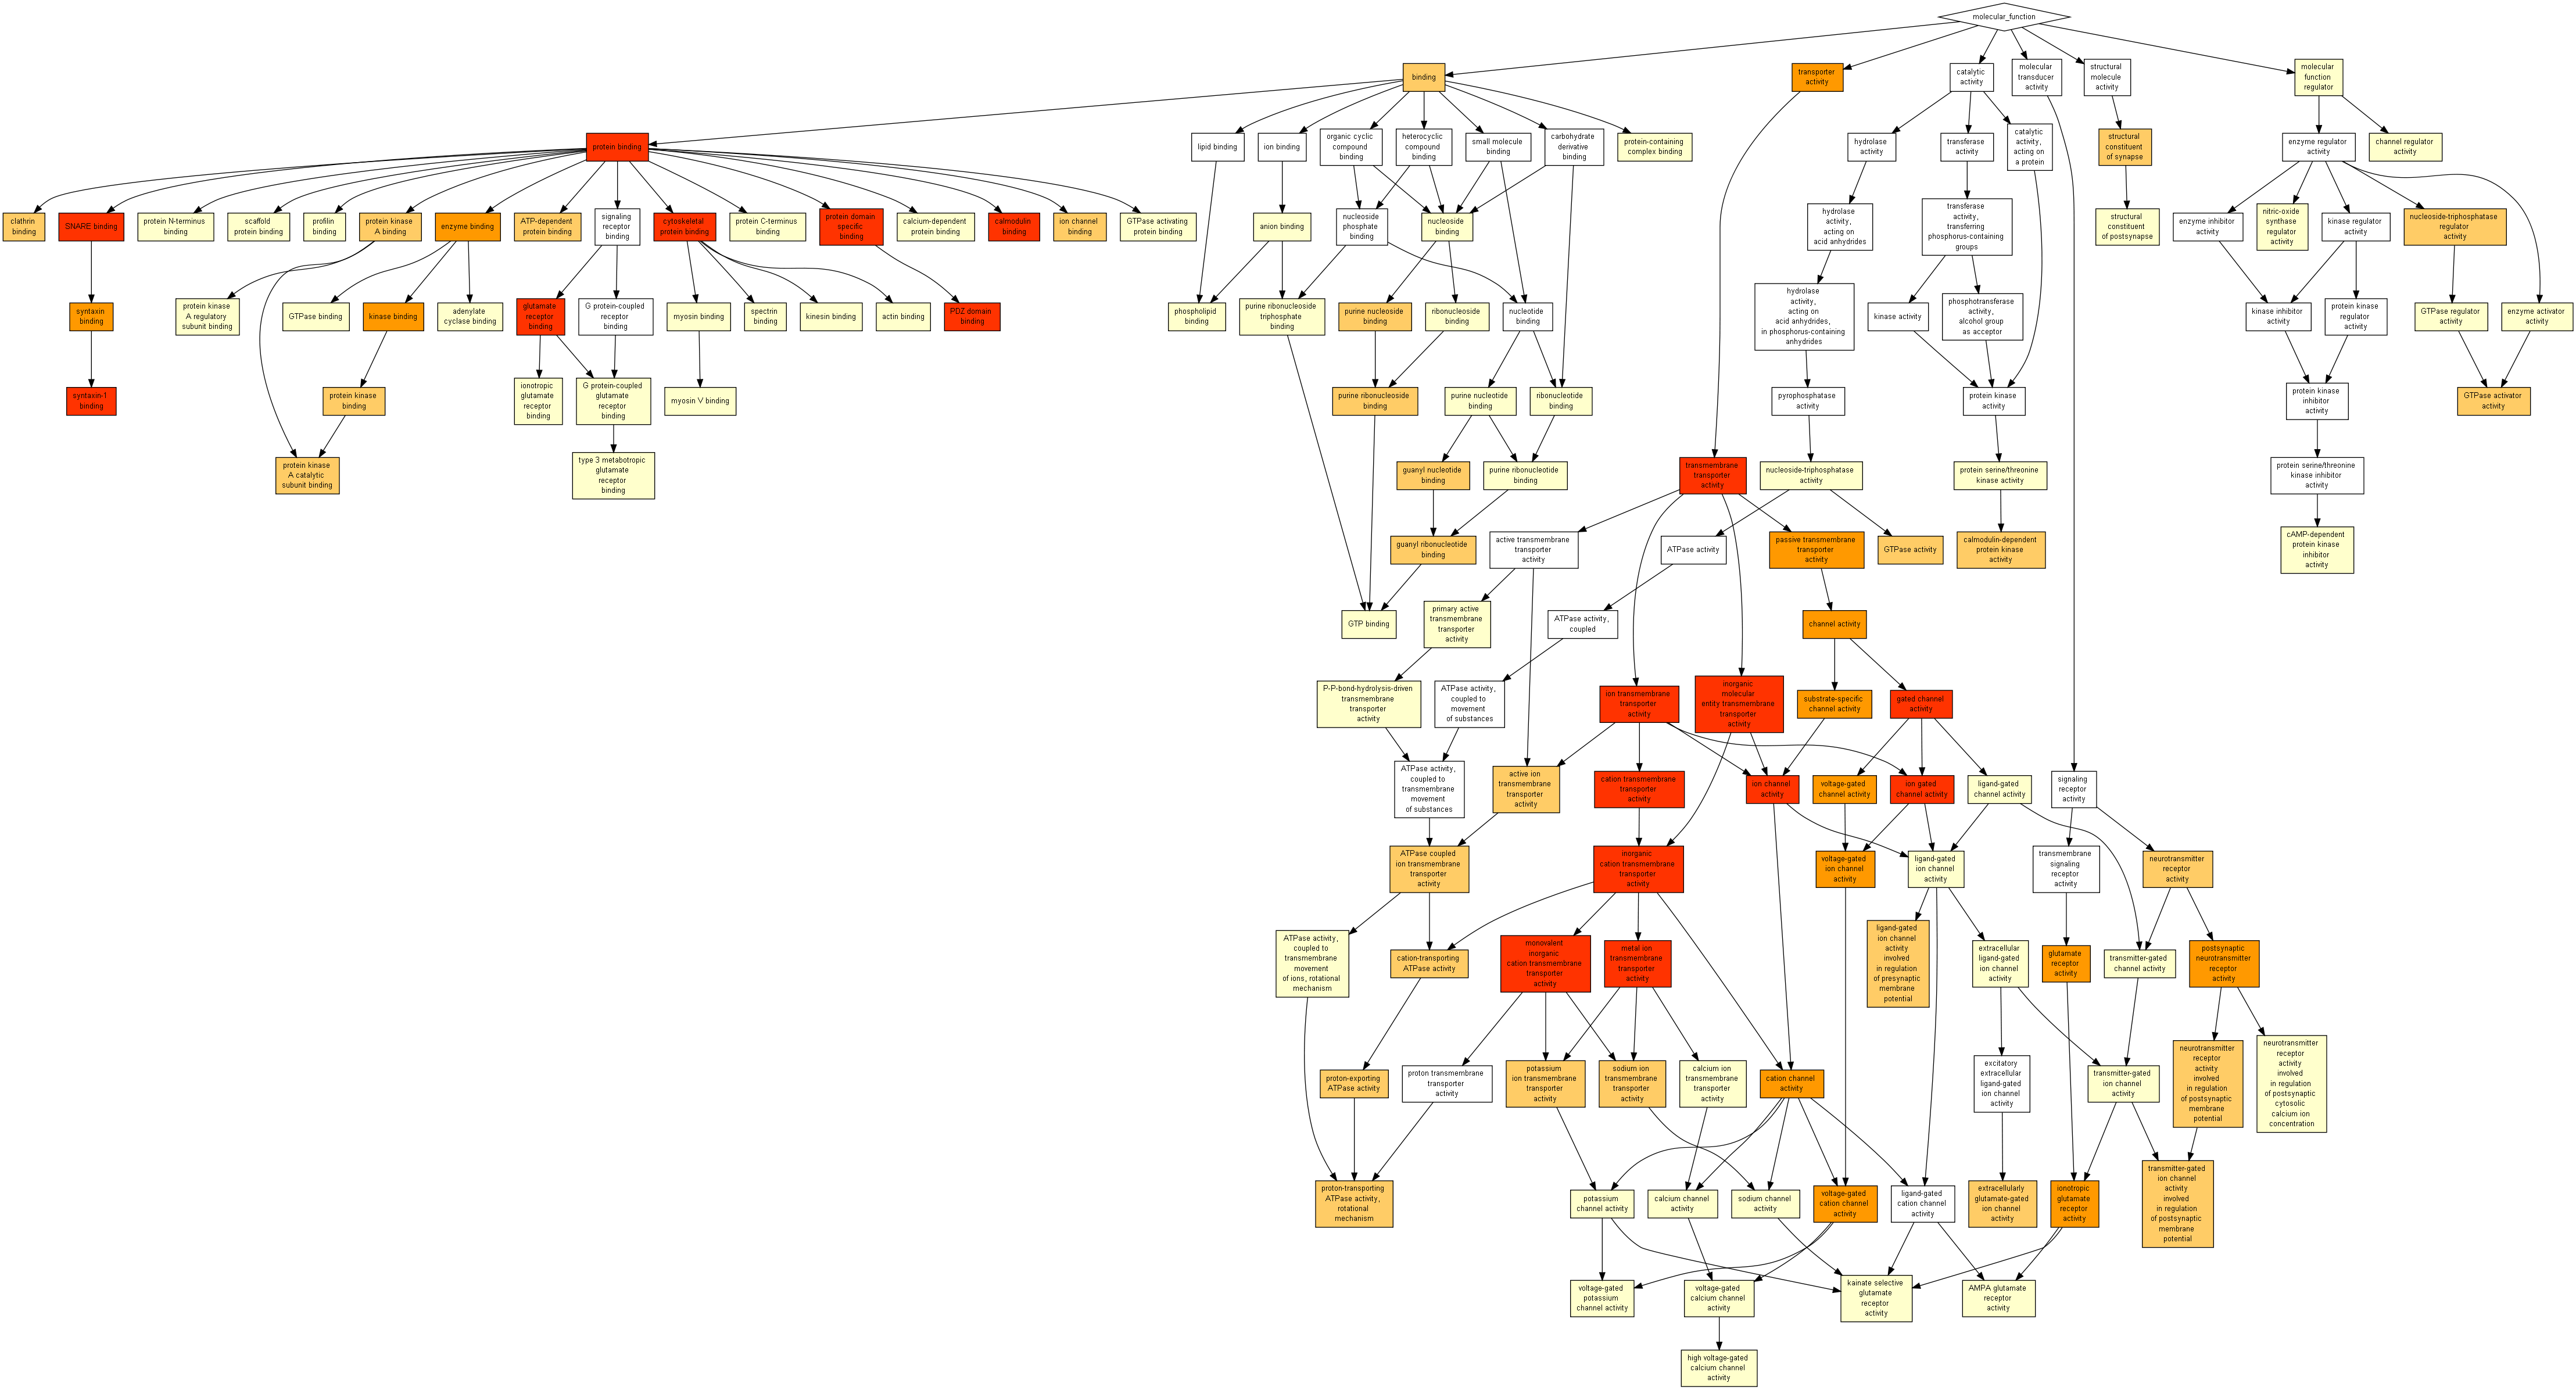 molecular_function
binding
transporter
activity
catalytic
activity
molecular
transducer
activity
structural
molecule
activity
molecular
function
regulator
protein binding
lipid binding
ion binding
organic cyclic
compound
binding
heterocyclic
compound
binding
small molecule
binding
carbohydrate
derivative
binding
protein-containing
complex binding
hydrolase
activity
transferase
activity
catalytic
activity,
acting on
a protein
structural
constituent
of synapse
enzyme regulator
activity
channel regulator
activity
clathrin
binding
SNARE binding
protein N-terminus
binding
scaffold
protein binding
profilin
binding
protein kinase
A binding
enzyme binding
ATP-dependent
protein binding
signaling
receptor
binding
cytoskeletal
protein binding
protein C-terminus
binding
protein domain
specific
binding
calcium-dependent
protein binding
calmodulin
binding
ion channel
binding
GTPase activating
protein binding
anion binding
nucleoside
phosphate
binding
nucleoside
binding
hydrolase
activity,
acting on
acid anhydrides
transferase
activity,
transferring
phosphorus-containing
groups
structural
constituent
of postsynapse
enzyme inhibitor
activity
nitric-oxide
synthase
regulator
activity
kinase regulator
activity
nucleoside-triphosphatase
regulator
activity
syntaxin
binding
protein kinase
A regulatory
subunit binding
GTPase binding
kinase binding
adenylate
cyclase binding
glutamate
receptor
binding
G protein-coupled
receptor
binding
myosin binding
spectrin
binding
kinesin binding
actin binding
PDZ domain
binding
phospholipid
binding
purine ribonucleoside
triphosphate
binding
purine nucleoside
binding
ribonucleoside
binding
nucleotide
binding
hydrolase
activity,
acting on
acid anhydrides,
in phosphorus-containing
anhydrides
kinase activity
phosphotransferase
activity,
alcohol group
as acceptor
kinase inhibitor
activity
protein kinase
regulator
activity
GTPase regulator
activity
enzyme activator
activity
syntaxin-1
binding
protein kinase
binding
ionotropic
glutamate
receptor
binding
G protein-coupled
glutamate
receptor
binding
myosin V binding
purine ribonucleoside
binding
purine nucleotide
binding
ribonucleotide
binding
pyrophosphatase
activity
protein kinase
activity
protein kinase
inhibitor
activity
GTPase activator
activity
protein kinase
A catalytic
subunit binding
type 3 metabotropic
glutamate
receptor
binding
guanyl nucleotide
binding
purine ribonucleotide
binding
transmembrane
transporter
activity
nucleoside-triphosphatase
activity
protein serine/threonine
kinase activity
protein serine/threonine
kinase inhibitor
activity
guanyl ribonucleotide
binding
active transmembrane
transporter
activity
ATPase activity
passive transmembrane
transporter
activity
GTPase activity
calmodulin-dependent
protein kinase
activity
cAMP-dependent
protein kinase
inhibitor
activity
GTP binding
primary active
transmembrane
transporter
activity
ATPase activity,
coupled
channel activity
P-P-bond-hydrolysis-driven
transmembrane
transporter
activity
ATPase activity,
coupled to
movement
of substances
ion transmembrane
transporter
activity
inorganic
molecular
entity transmembrane
transporter
activity
substrate-specific
channel activity
gated channel
activity
ATPase activity,
coupled to
transmembrane
movement
of substances
active ion
transmembrane
transporter
activity
cation transmembrane
transporter
activity
ion channel
activity
voltage-gated
channel activity
ion gated
channel activity
ligand-gated
channel activity
signaling
receptor
activity
ATPase coupled
ion transmembrane
transporter
activity
inorganic
cation transmembrane
transporter
activity
voltage-gated
ion channel
activity
ligand-gated
ion channel
activity
transmembrane
signaling
receptor
activity
neurotransmitter
receptor
activity
ATPase activity,
coupled to
transmembrane
movement
of ions, rotational
mechanism
cation-transporting
ATPase activity
monovalent
inorganic
cation transmembrane
transporter
activity
metal ion
transmembrane
transporter
activity
ligand-gated
ion channel
activity
involved
in regulation
of presynaptic
membrane
potential
extracellular
ligand-gated
ion channel
activity
glutamate
receptor
activity
transmitter-gated
channel activity
postsynaptic
neurotransmitter
receptor
activity
proton-exporting
ATPase activity
proton transmembrane
transporter
activity
potassium
ion transmembrane
transporter
activity
sodium ion
transmembrane
transporter
activity
calcium ion
transmembrane
transporter
activity
cation channel
activity
excitatory
extracellular
ligand-gated
ion channel
activity
transmitter-gated
ion channel
activity
neurotransmitter
receptor
activity
involved
in regulation
of postsynaptic
membrane
potential
neurotransmitter
receptor
activity
involved
in regulation
of postsynaptic
cytosolic
calcium ion
concentration
proton-transporting
ATPase activity,
rotational
mechanism
potassium
channel activity
calcium channel
activity
sodium channel
activity
voltage-gated
cation channel
activity
ligand-gated
cation channel
activity
extracellularly
glutamate-gated
ion channel
activity
ionotropic
glutamate
receptor
activity
transmitter-gated
ion channel
activity
involved
in regulation
of postsynaptic
membrane
potential
voltage-gated
potassium
channel activity
voltage-gated
calcium channel
activity
kainate selective
glutamate
receptor
activity
AMPA glutamate
receptor
activity
high voltage-gated
calcium channel
activity